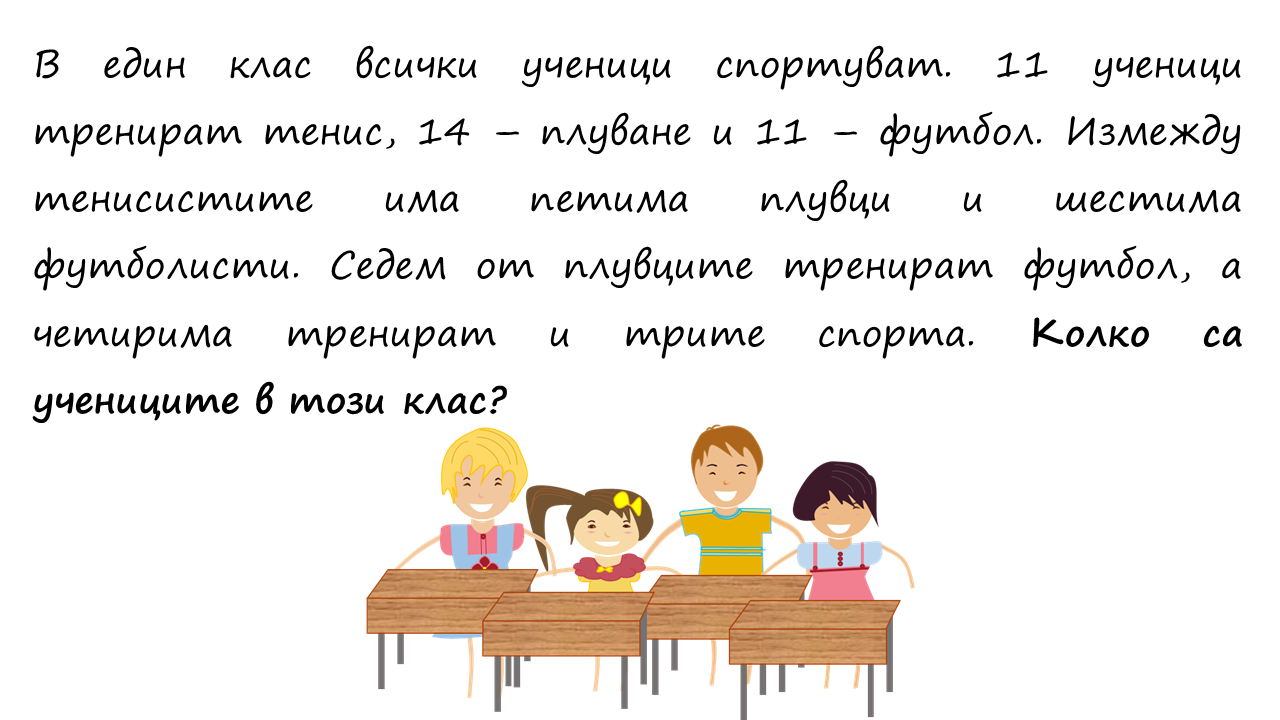 В един клас всички ученици спортуват. 11 ученици
тренират тенис, 14 – плуване и 11 – футбол. Измежду
тенисистите има петима плувци и шестима
футболисти. Седем от плувците тренират футбол, а
четирима тренират и трите спорта. Колко са
учениците в този клас?